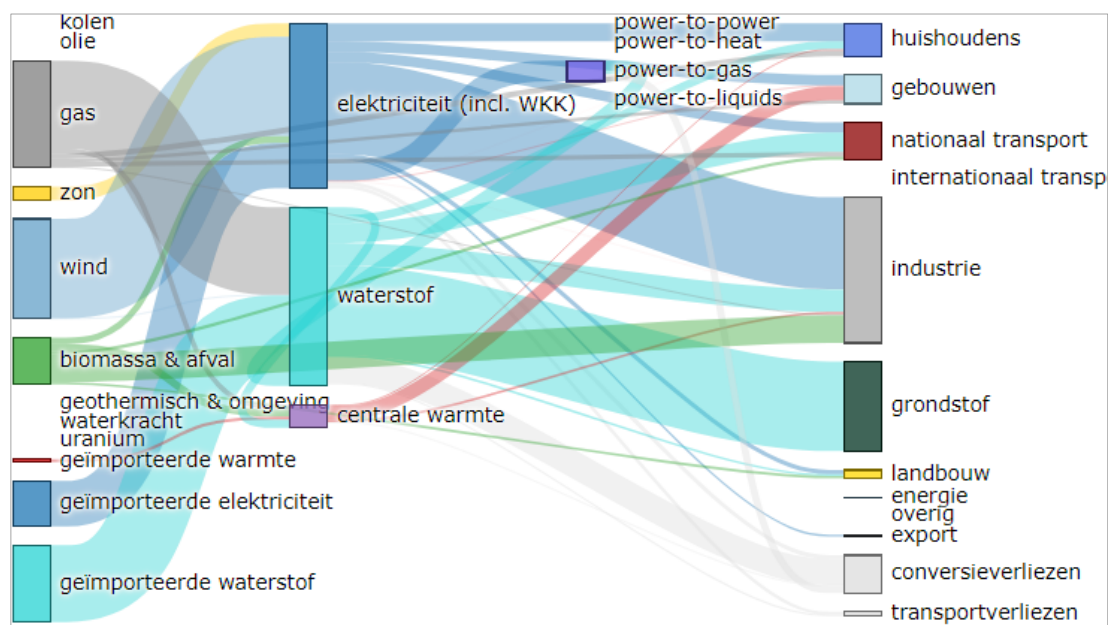 kolen
olie
gas
zon
wind
biomassa & afval
geothermisch & omgeving
waterkracht
uranium
geïmporteerde warmte
geïmporteerde elektriciteit
geïmporteerde waterstof
elektriciteit (incl. WKK)
waterstof
centrale warmte
power-to-power
power-to-heat
power-to-gas
power-to-liquids
huishoudens
gebouwen
nationaal transport
internationaal transp
industrie
grondstof
landbouw
energie
overig
export
conversieverliezen
transportverliezen